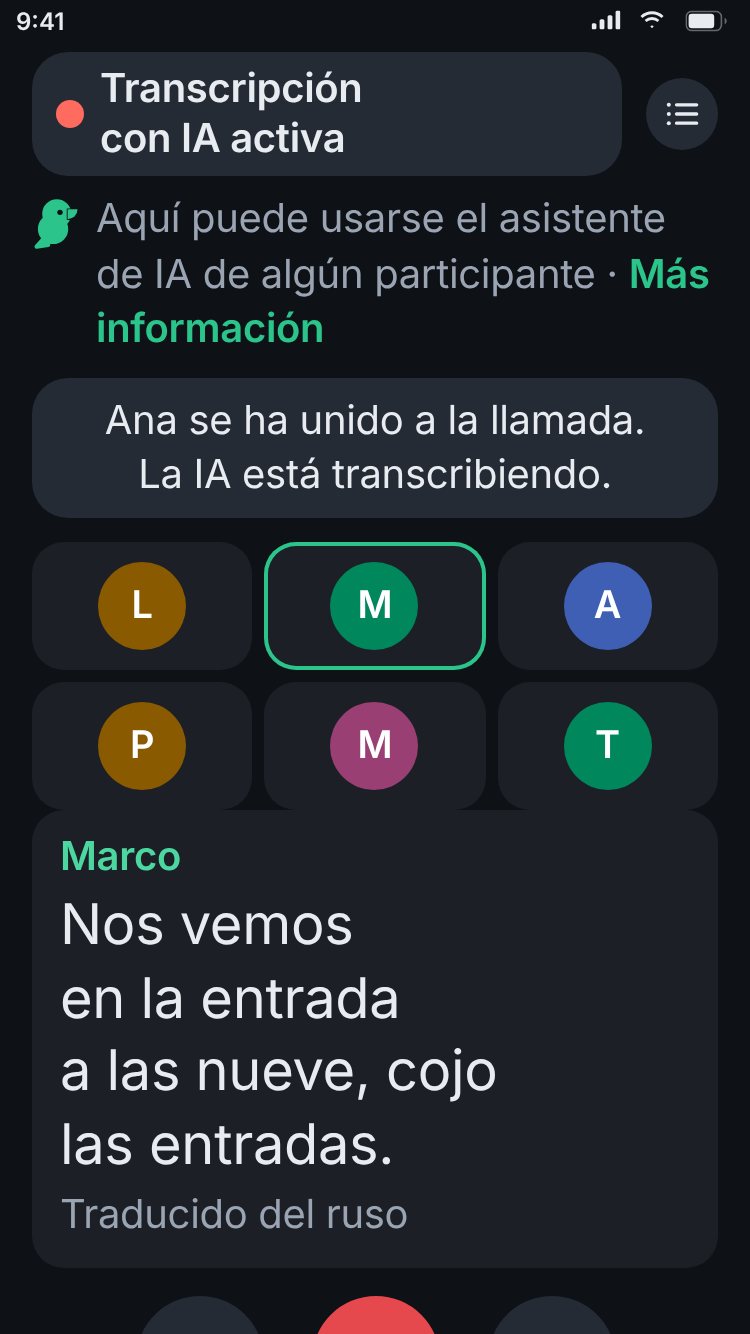 9:41
Transcripción
con IA activa
Aquí puede usarse el asistente
de IA de algún participante · Más
información
Ana se ha unido a la llamada.
La IA está transcribiendo.
L
M
A
P
M
T
Marco
Nos vemos
en la entrada
a las nueve, cojo
las entradas.
Traducido del ruso